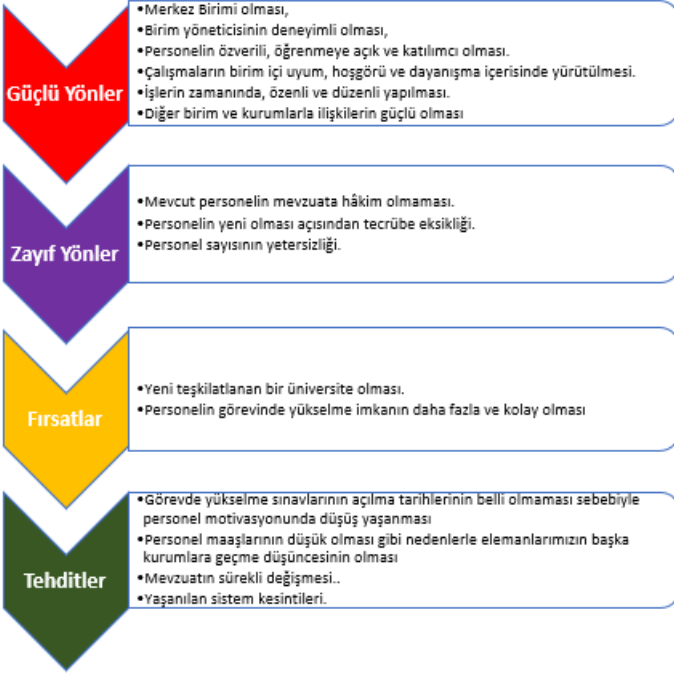 Güçlü Yönler
•Merkez Birimi olması,
•Birim yöneticisinin deneyimli olması,
•Personelin özverili, öğrenmeye açık ve katılımcı olması.
•Çalışmaların birim içi uyum, hoşgörü ve dayanışma içerisinde yürütülmesi.
•İşlerin zamanında, özenli ve düzenli yapılması.
•Diğer birim ve kurumlarla ilişkilerin güçlü olması
Zayıf Yönler
•Mevcut personelin mevzuata hâkim olmaması.
•Personelin yeni olması açısından tecrübe eksikliği.
•Personel sayısının yetersizliği.
Fırsatlar
•Yeni teşkilatlanan bir üniversite olması.
•Personelin görevinde yükselme imkanın daha fazla ve kolay olması
Tehditler
•Görevde yükselme sınavlarının açılma tarihlerinin belli olmaması sebebiyle
personel motivasyonunda düşüş yaşanması
•Personel maaşlarının düşük olması gibi nedenlerle elemanlarımızın başka
kurumlara geçme düşüncesinin olması
•Mevzuatın sürekli değişmesi..
•Yaşanılan sistem kesintileri.